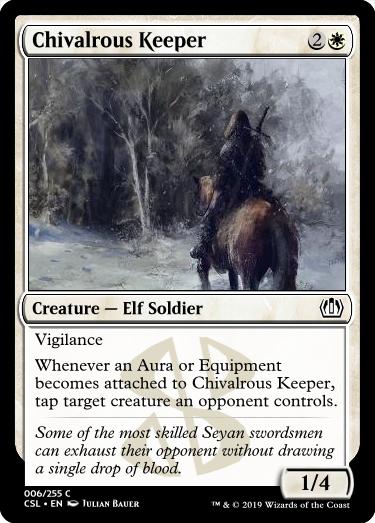 Chivalrous Keeper 2
Creature — Elf Soldier
Vigilance
Whenever an Aura or Equipment
becomes attached to Chivalrous Keeper,
tap target creature an opponent controls.
Some of the most skilled Seyan swordsmen
can exhaust their opponent without drawing
a single drop of blood.
1/4
006/255 C
CSL • EN Julian Bauer
™ & © 2019 Wizards of the Coast